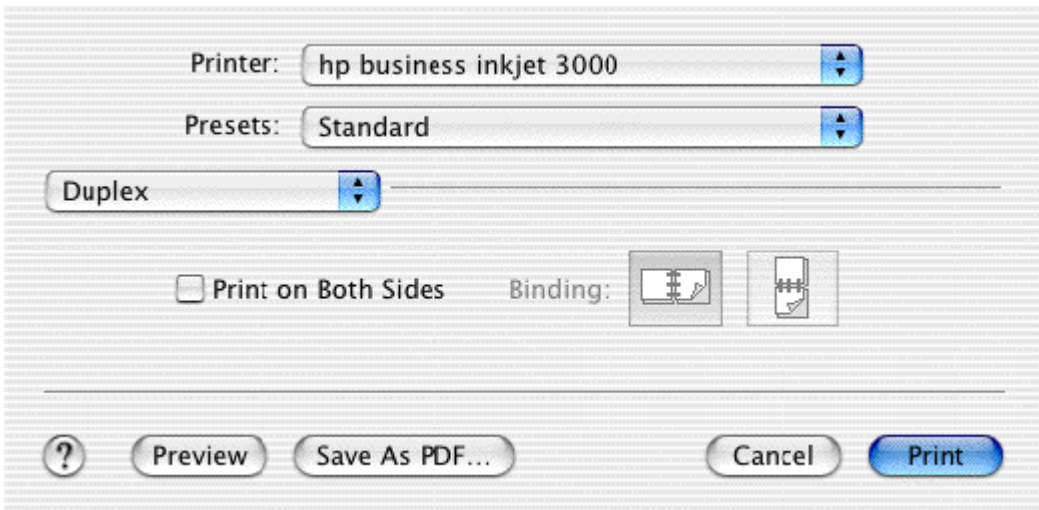 Printer: hp business inkjet 3000
Presets: Standard
Duplex
Print on Both Sides Binding:
? Preview Save As PDF... Cancel Print